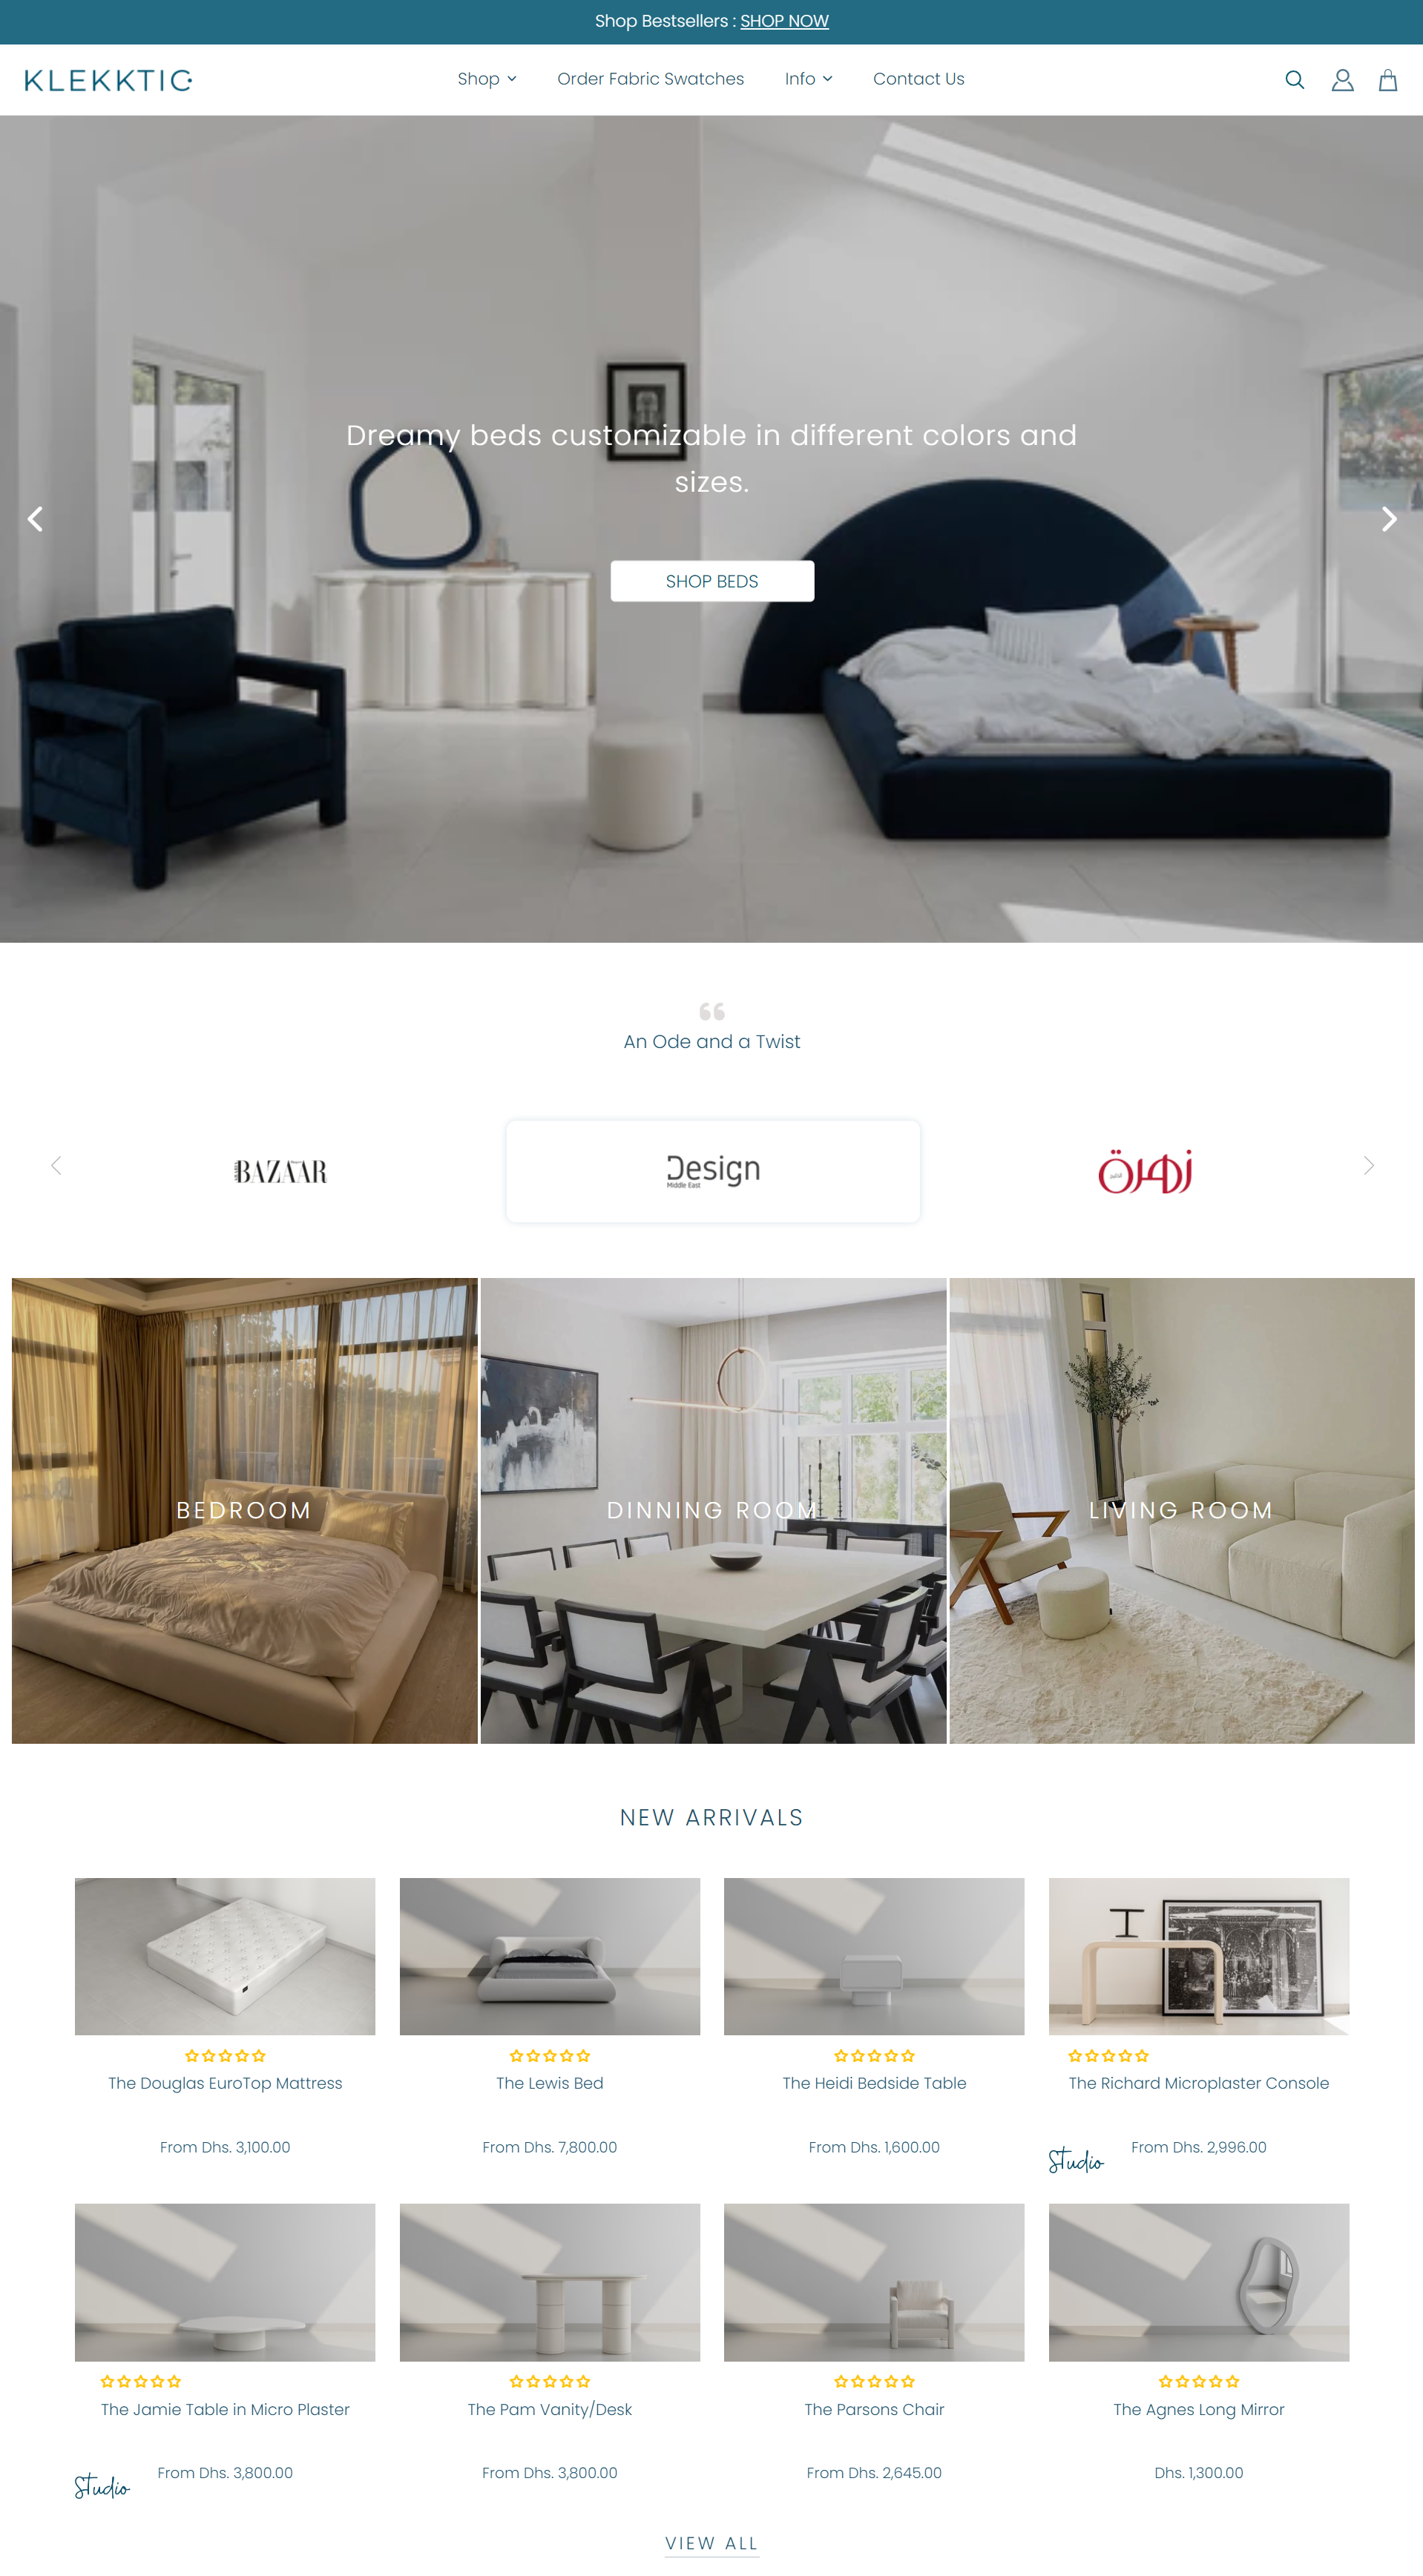 Shop Bestsellers : SHOP NOW
KLEKKTIC
Shop
Order Fabric Swatches
Info
Contact Us
Dreamy beds customizable in different colors and
sizes.
SHOP BEDS
An Ode and a Twist
BAZAAR
Design
Middle East
زهرة
BEDROOM
DINNING ROOM
LIVING ROOM
NEW ARRIVALS
The Douglas EuroTop Mattress
From Dhs. 3,100.00
The Lewis Bed
From Dhs. 7,800.00
The Heidi Bedside Table
From Dhs. 1,600.00
The Richard Microplaster Console
Studio
From Dhs. 2,996.00
The Jamie Table in Micro Plaster
Studio
From Dhs. 3,800.00
The Pam Vanity/Desk
From Dhs. 3,800.00
The Parsons Chair
From Dhs. 2,645.00
The Agnes Long Mirror
Dhs. 1,300.00
VIEW ALL